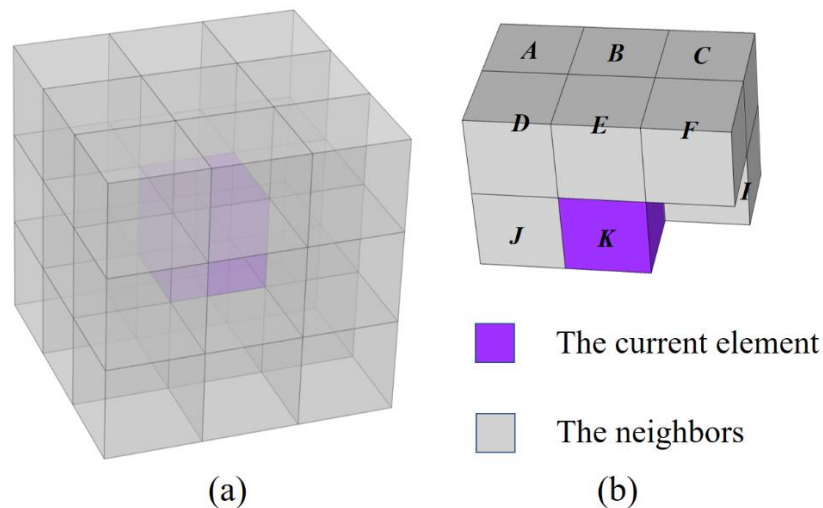 A B C
D E F
I
J K
The current element
The neighbors
(a) (b)